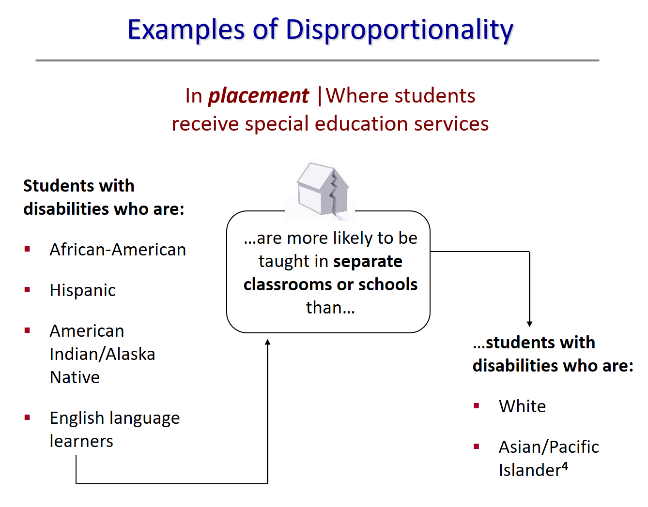 Examples of Disproportionality
In placement |Where students
receive special education services
Students with
disabilities who are:
African-American
Hispanic
American
Indian/Alaska
Native
English language
learners
…are more likely to be
taught in separate
classrooms or schools
than…
…students with
disabilities who are:
White
Asian/Pacific
Islander4